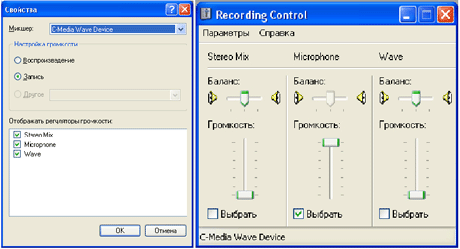 Свойства
Микшер: C-Media Wave Device
Настройка громкости
Воспроизведение
Запись
Другое
Отображать регуляторы громкости:
Stereo Mix
Microphone
Wave
OK Отмена
Recording Control
Параметры Справка
Stereo Mix Microphone Wave
Баланс: Баланс: Баланс:
Громкость: Громкость: Громкость:
Выбрать Выбрать Выбрать
C-Media Wave Device